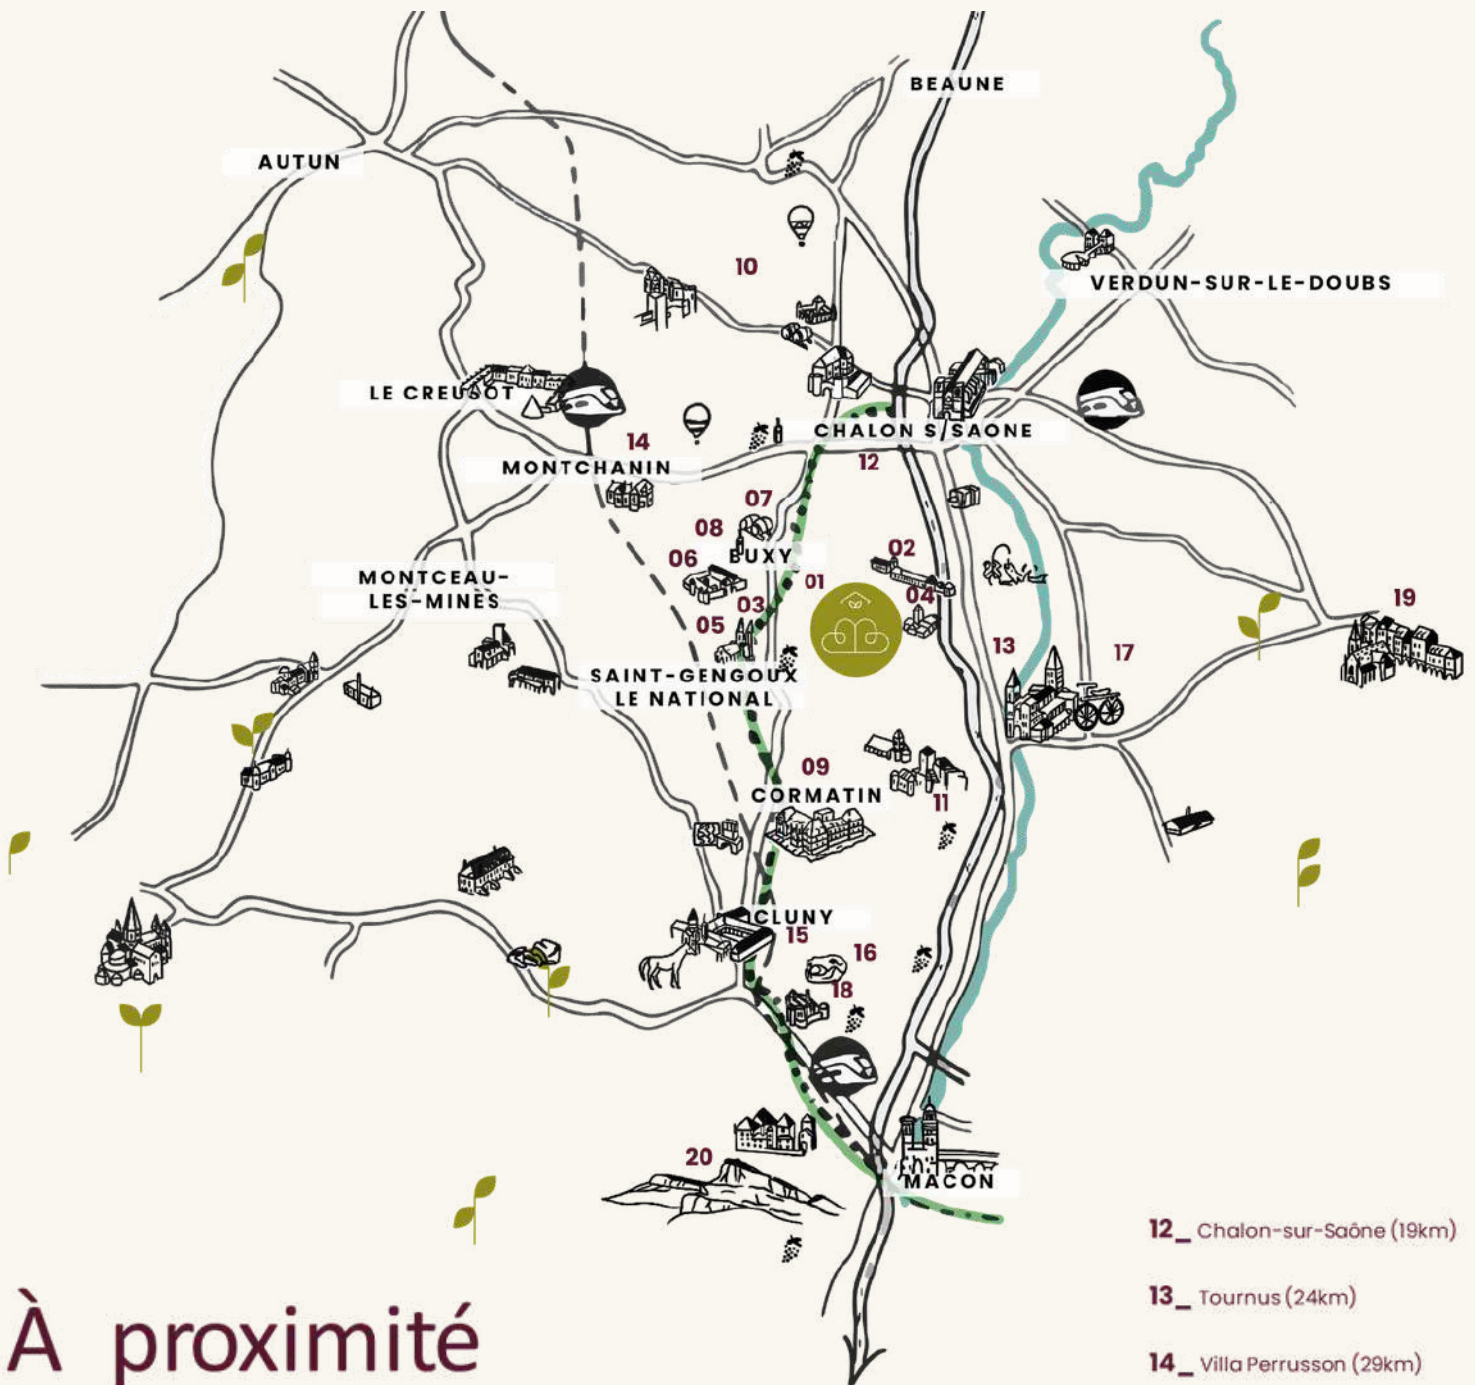 BEAUNE
AUTUN
10
VERDUN-SUR-LE-DOUBS
LE CREUSOT
14
CHALON S/SAONE
MONTCHANIN
12
07
08
BUXY
02
06
01
MONTCEAU-
LES-MINES
03
04
05
19
13
17
SAINT-GENGOUX
LE NATIONAL
09
CORMATIN
11
CLUNY
15
16
18
20
MACON
12_ Chalon-sur-Saône (19km)
13_ Tournus (24km)
14_ Villa Perrusson (29km)
À proximité